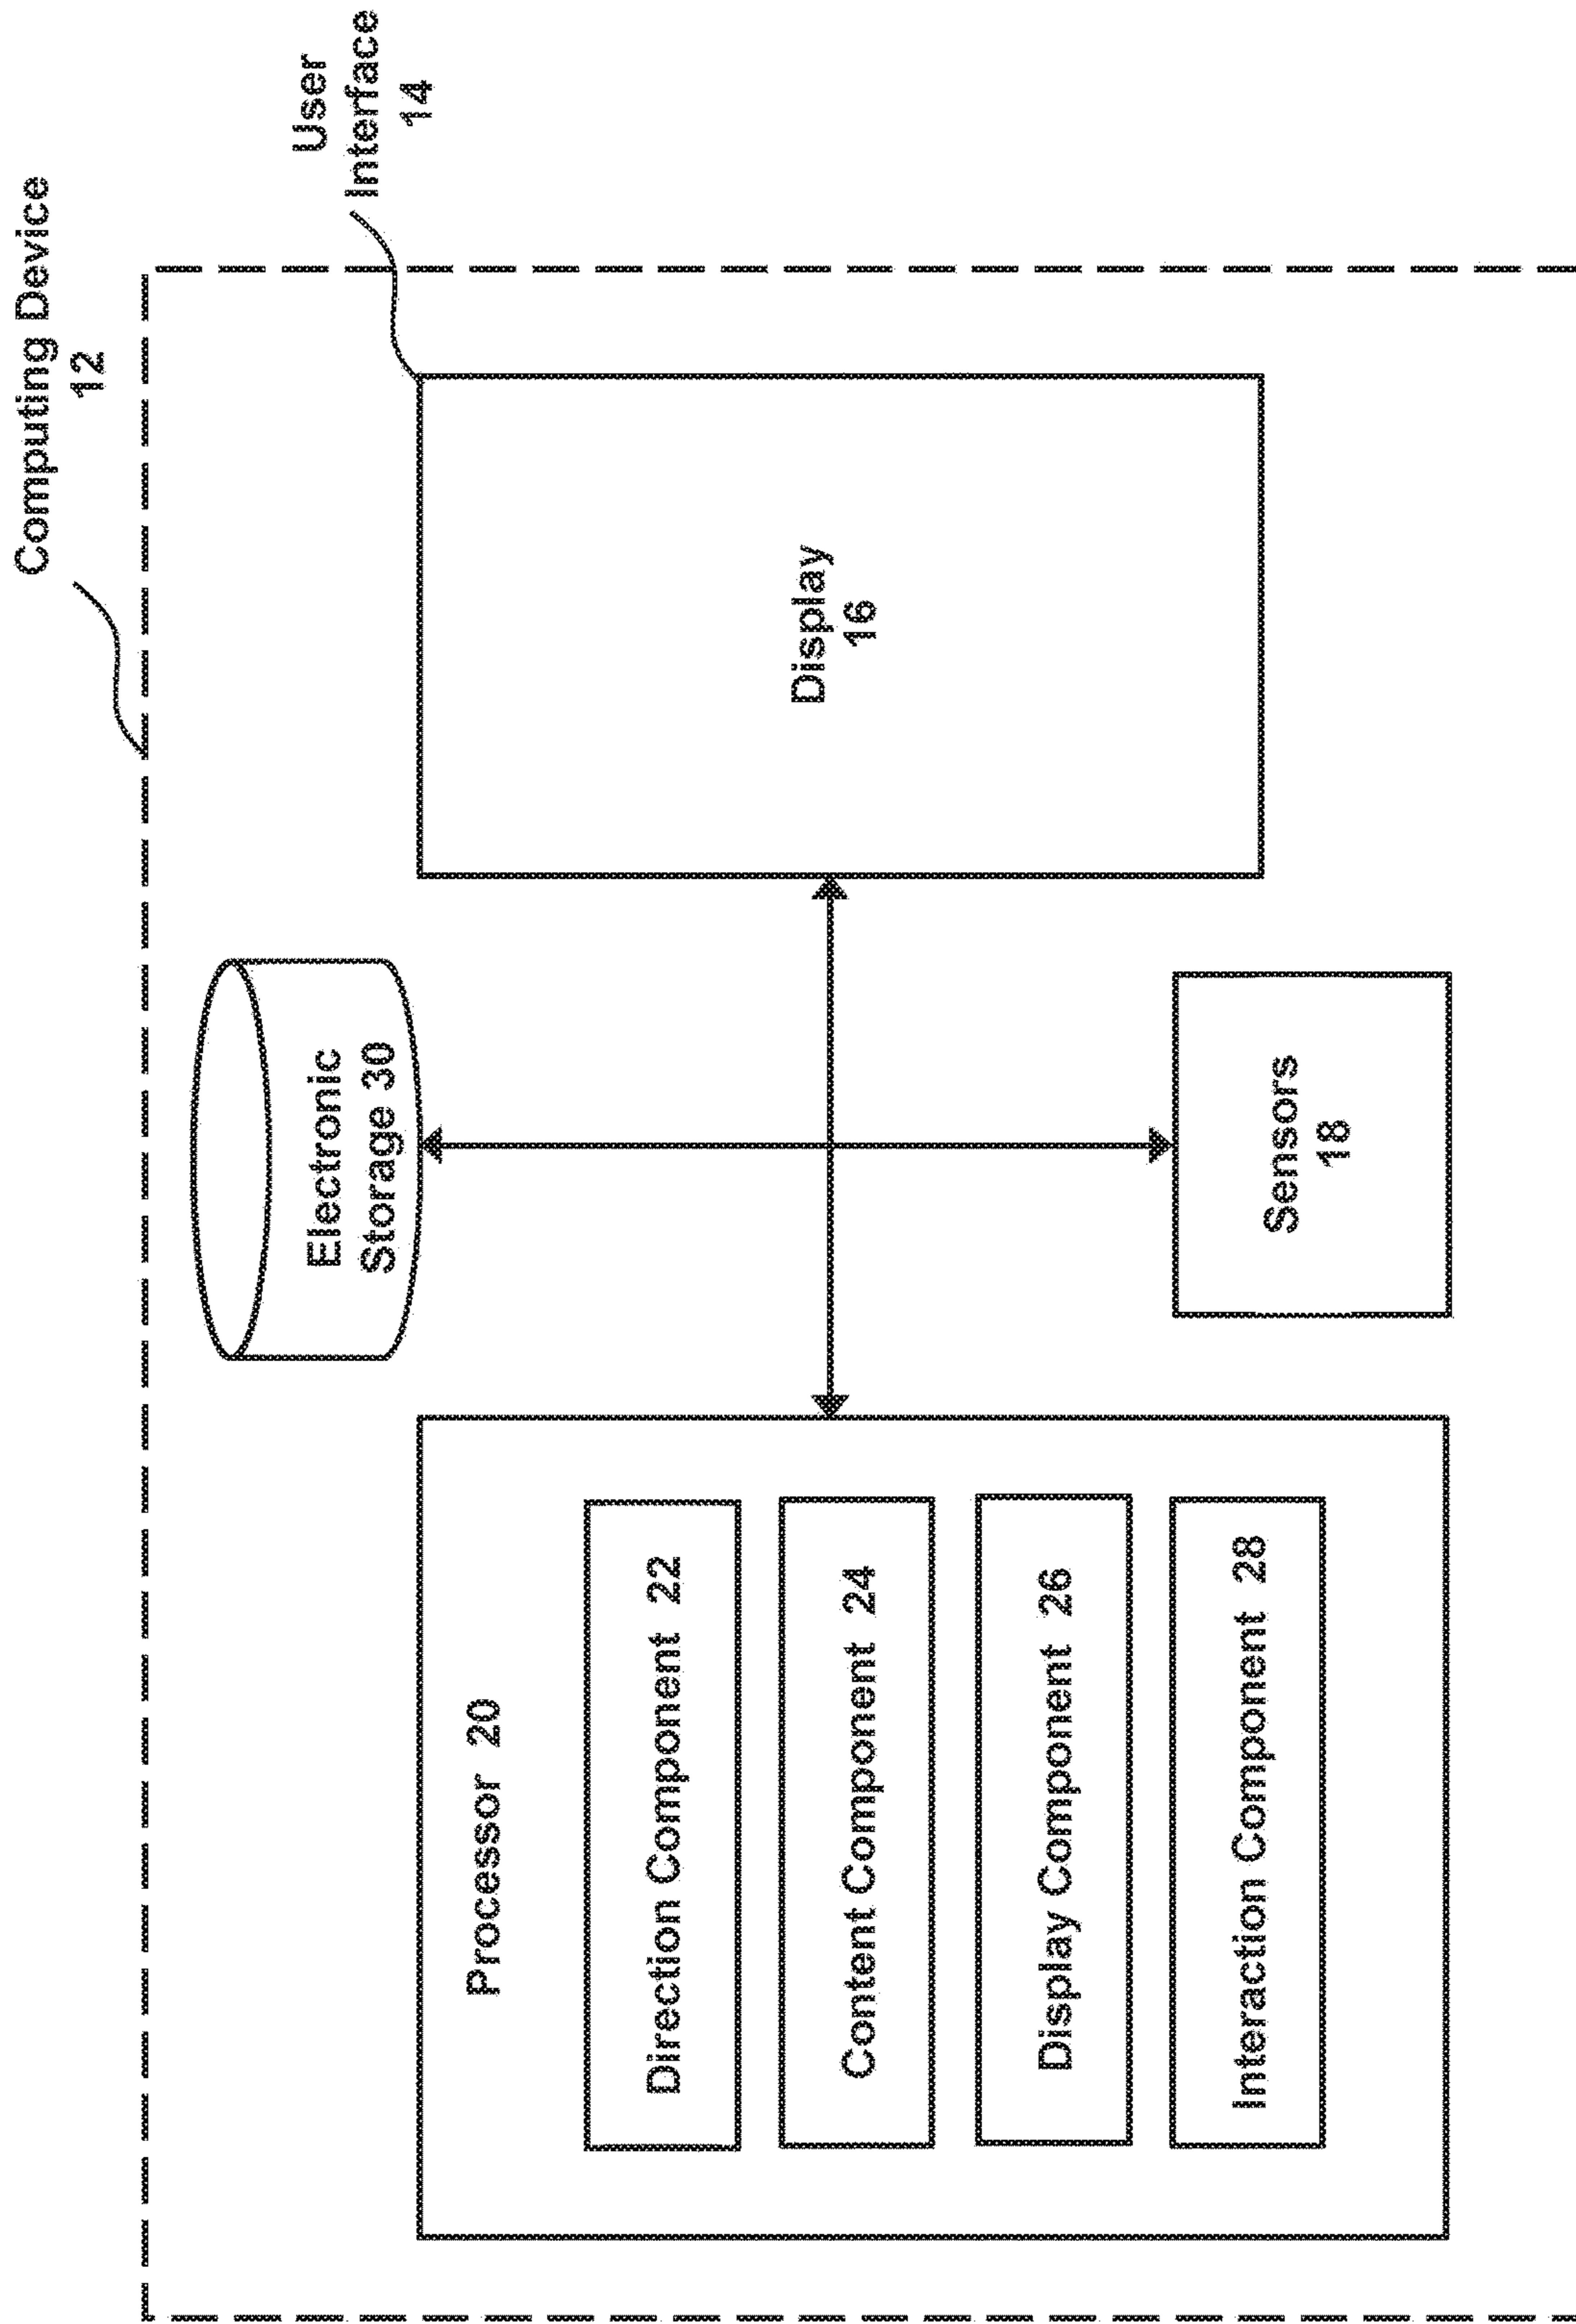 Computing Device
12
User
Interface
14
Electronic
Storage 30
Processor 20
Direction Component 22
Content Component 24
Display Component 26
Interaction Component 28
Display
16
Sensors
18